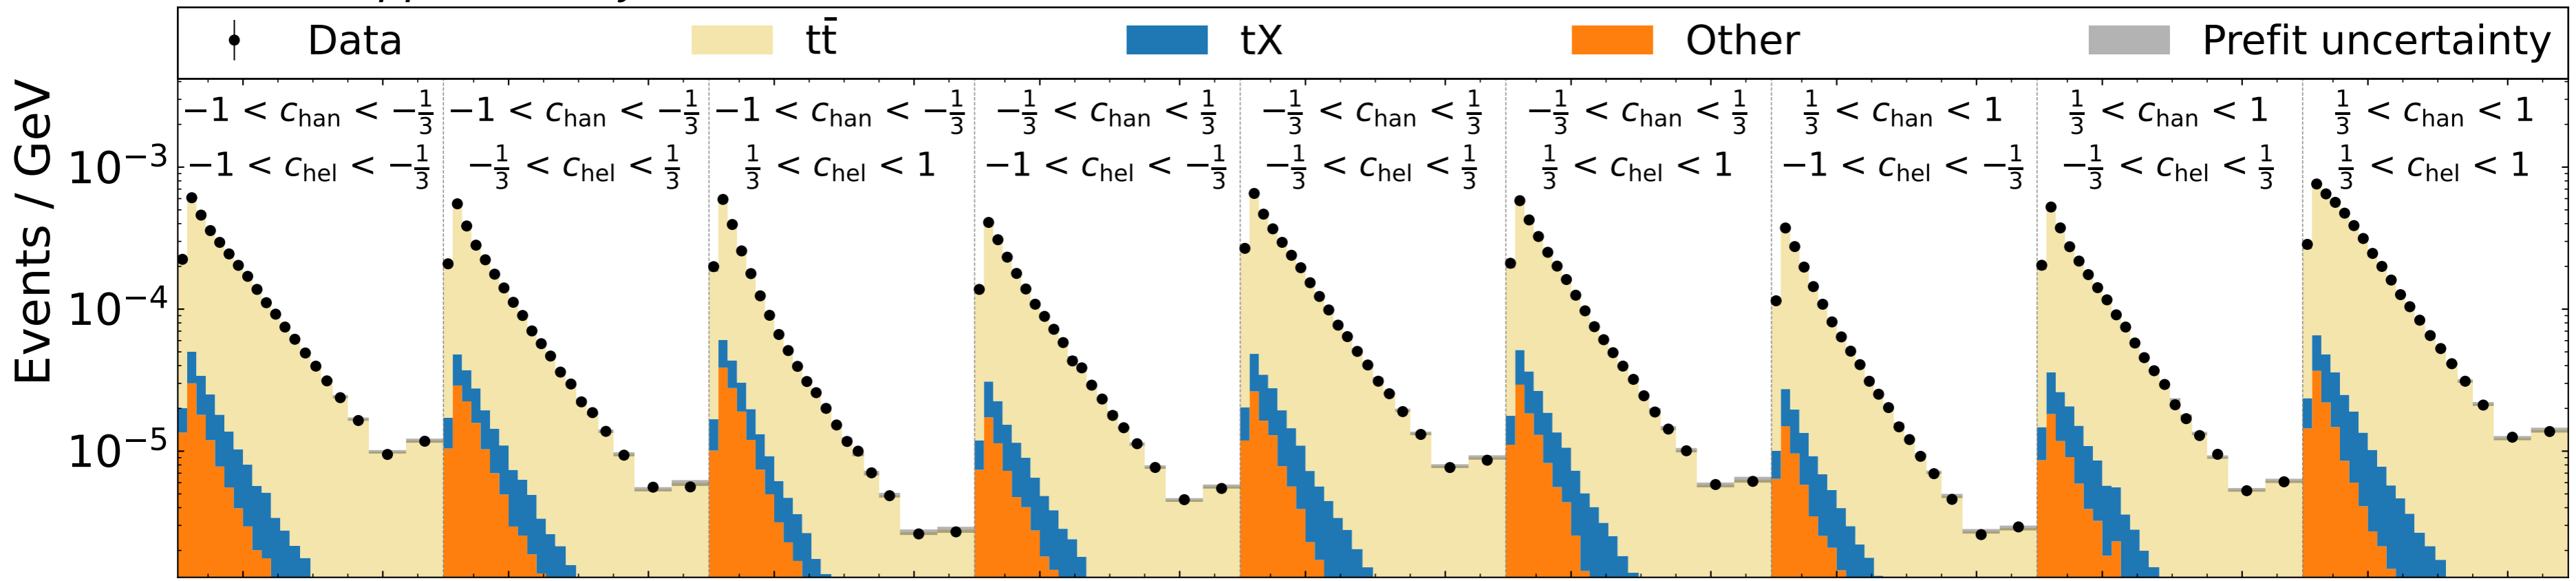 Data tt̄ tX Other Prefit uncertainty
Events / GeV
10⁻³
10⁻⁴
10⁻⁵
−1 < c_han < −1/3 −1 < c_han < −1/3 −1 < c_han < −1/3 −1/3 < c_han < 1/3 −1/3 < c_han < 1/3 −1/3 < c_han < 1/3 1/3 < c_han < 1 1/3 < c_han < 1 1/3 < c_han < 1
−1 < c_hel < −1/3 −1/3 < c_hel < 1/3 1/3 < c_hel < 1 −1 < c_hel < −1/3 −1/3 < c_hel < 1/3 1/3 < c_hel < 1 −1 < c_hel < −1/3 −1/3 < c_hel < 1/3 1/3 < c_hel < 1